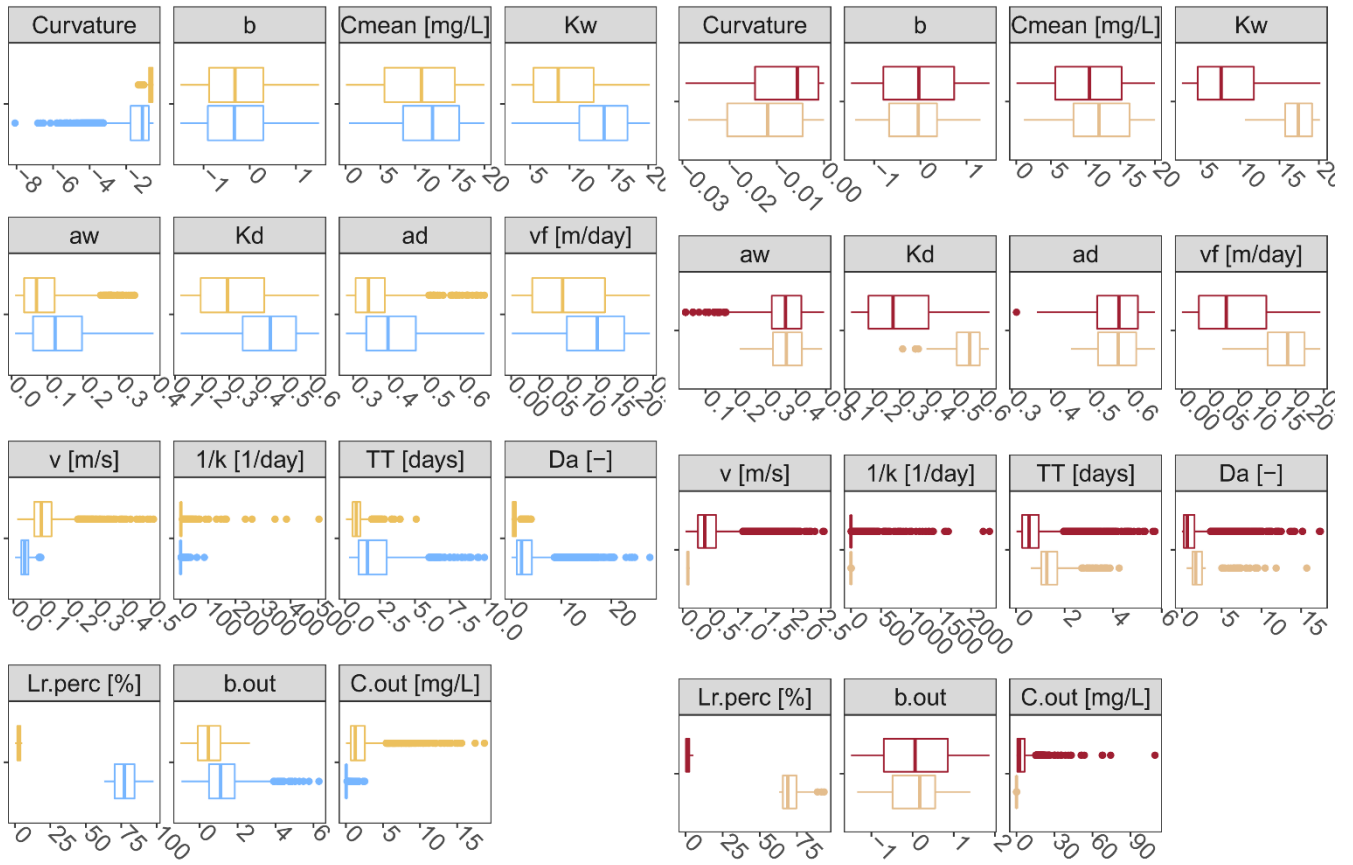 Curvature b Cmean [mg/L] Kw
-8 -6 -4 -2 -1 0 1 0 5 10 15 20 5 10 15 20
aw Kd ad vf [m/day]
0.0 0.1 0.2 0.3 0.4 0.1 0.2 0.3 0.4 0.5 0.6 0.3 0.4 0.5 0.6 0.00 0.05 0.10 0.15 0.20
v [m/s] 1/k [1/day] TT [days] Da [−]
0.0 0.1 0.2 0.3 0.4 0.5 0 100 200 300 400 500 0.0 2.5 5.0 7.5 10.0 0 10 20
Lr.perc [%] b.out C.out [mg/L]
0 25 50 75 100 0 2 4 6 0 5 10 15
Curvature b Cmean [mg/L] Kw
-0.03 -0.02 -0.01 0.00 -1 0 1 0 5 10 15 20 5 10 15 20
aw Kd ad vf [m/day]
0.1 0.2 0.3 0.4 0.5 0.1 0.2 0.3 0.4 0.5 0.6 0.3 0.4 0.5 0.6 0.00 0.05 0.10 0.15 0.20
v [m/s] 1/k [1/day] TT [days] Da [−]
0.0 0.5 1.0 1.5 2.0 2.5 0 500 1000 1500 2000 0 2 4 6 0 5 10 15
Lr.perc [%] b.out C.out [mg/L]
0 25 50 75 -1 0 1 2 0 30 60 90